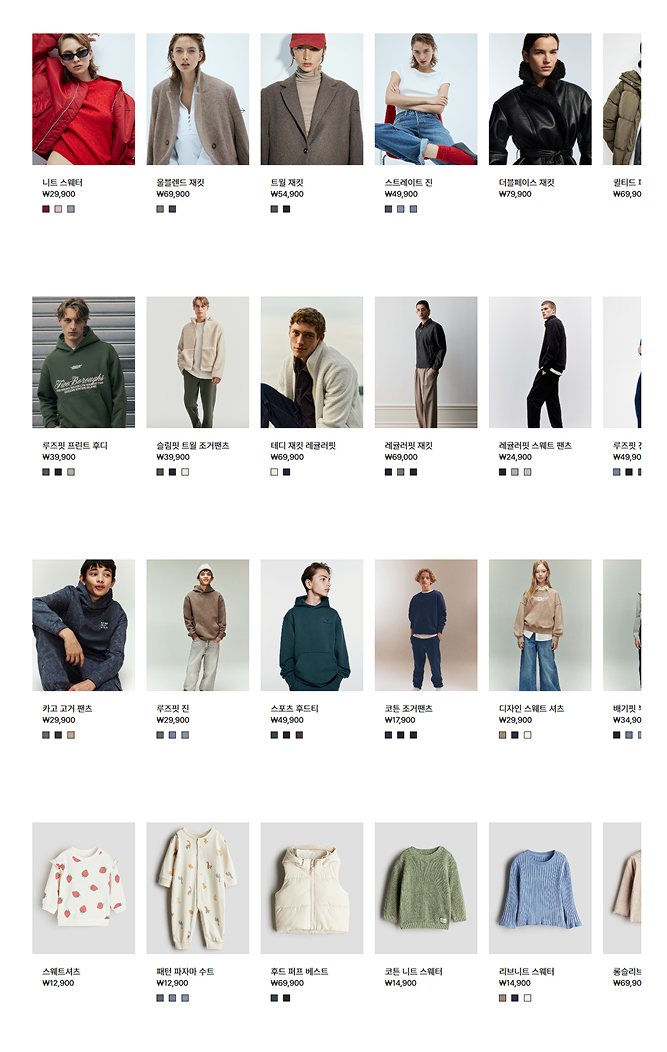 니트 스웨터
₩29,900
울블렌드 재킷
₩69,900
트윌 재킷
₩54,900
스트레이트 진
₩49,900
더블페이스 재킷
₩79,900
퀼티드
₩69,90
Five Boroughs
루즈핏 프린트 후디
₩39,900
슬림핏 트윌 조거팬츠
₩39,900
테디 재킷 레귤러핏
₩69,900
레귤러핏 재킷
₩69,000
레귤러핏 스웨트 팬츠
₩24,900
루즈핏
₩49,90
카고 고거 팬츠
₩29,900
루즈핏 진
₩29,900
스포츠 후드티
₩49,900
코튼 조거팬츠
₩17,900
디자인 스웨트 셔츠
₩29,900
배기핏
₩34,90
스웨트셔츠
₩12,900
패턴 파자마 수트
₩12,900
후드 퍼프 베스트
₩69,900
코튼 니트 스웨터
₩14,900
리브니트 스웨터
₩14,900
롱슬리브
₩69,90